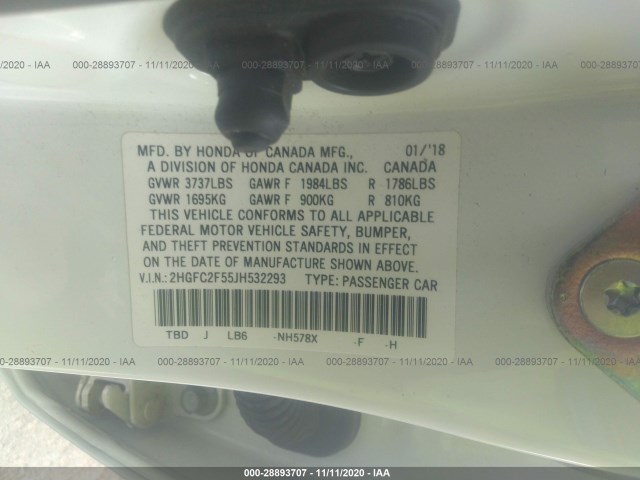 11/11/2020 - IAA 000-28893707 - 11/11/2020 - IAA 000-28893707 - 11/11/2020 - IAA
MFD. BY HONDA OF CANADA MFG., 01/'18
A DIVISION OF HONDA CANADA INC. CANADA
GVWR 3737LBS GAWR F 1984LBS R 1786LBS
GVWR 1695KG GAWR F 900KG R 810KG
THIS VEHICLE CONFORMS TO ALL APPLICABLE
FEDERAL MOTOR VEHICLE SAFETY, BUMPER,
AND THEFT PREVENTION STANDARDS IN EFFECT
ON THE DATE OF MANUFACTURE SHOWN ABOVE.
V.I.N.: 2HGFC2F55JH532293 TYPE: PASSENGER CAR
TBD J LB6 -NH578X -F -H
000-28893707 - 11/11/2020 - IAA 000-28893707 - 11/11/2020 - IAA 000-28893707 - 11/11/2020
000-28893707 - 11/11/2020 - IAA